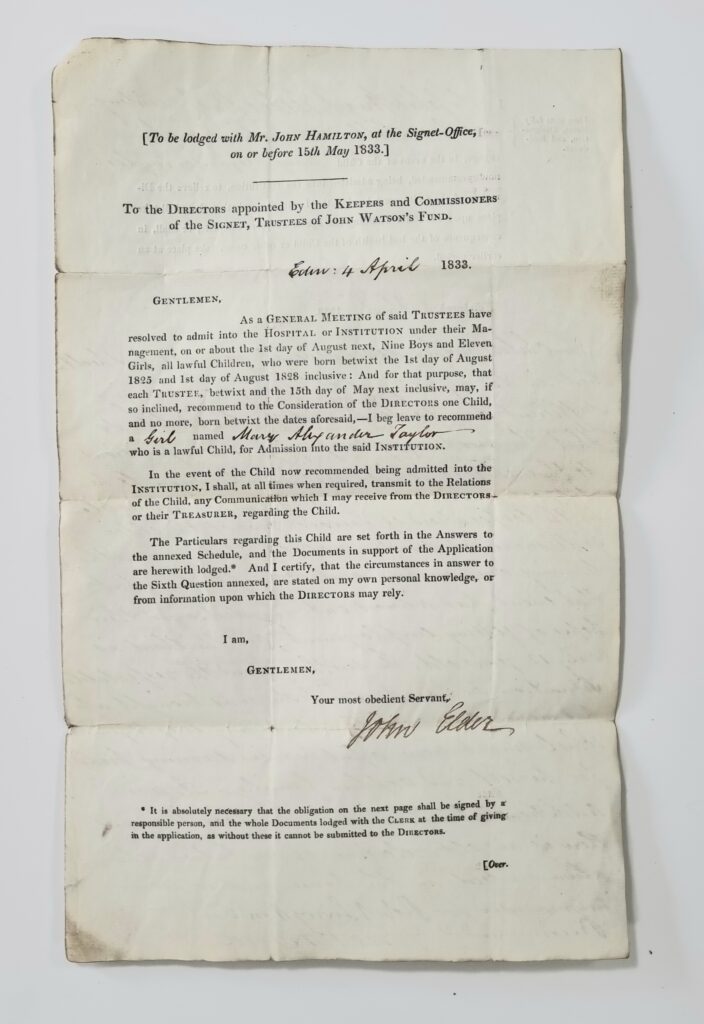 [To be lodged with Mr. JOHN HAMILTON, at the Signet-Office,
on or before 15th May 1833.]
To the DIRECTORS appointed by the KEEPERS and COMMISSIONERS
of the SIGNET, TRUSTEES of JOHN WATSON'S FUND.
Edin: 4 April 1833.
GENTLEMEN,
As a GENERAL MEETING of said TRUSTEES have
resolved to admit into the HOSPITAL or INSTITUTION under their Ma-
nagement, on or about the 1st day of August next, Nine Boys and Eleven
Girls, all lawful Children, who were born betwixt the 1st day of August
1825 and 1st day of August 1828 inclusive: And for that purpose, that
each TRUSTEE, betwixt and the 15th day of May next inclusive, may, if
so inclined, recommend to the Consideration of the DIRECTORS one Child,
and no more, born betwixt the dates aforesaid,—I beg leave to recommend
a Girl named Mary Alexander Taylor
who is a lawful Child, for Admission into the said INSTITUTION.
In the event of the Child now recommended being admitted into the
INSTITUTION, I shall, at all times when required, transmit to the Relations
of the Child, any Communication which I may receive from the DIRECTORS
or their TREASURER, regarding the Child.
The Particulars regarding this Child are set forth in the Answers to
the annexed Schedule, and the Documents in support of the Application
are herewith lodged.* And I certify, that the circumstances in answer to
the Sixth Question annexed, are stated on my own personal knowledge, or
from information upon which the DIRECTORS may rely.
I am,
GENTLEMEN,
Your most obedient Servant,
John Elder
* It is absolutely necessary that the obligation on the next page shall be signed by a
responsible person, and the whole Documents lodged with the CLERK at the time of giving
in the application, as without these it cannot be submitted to the DIRECTORS.
[Over.